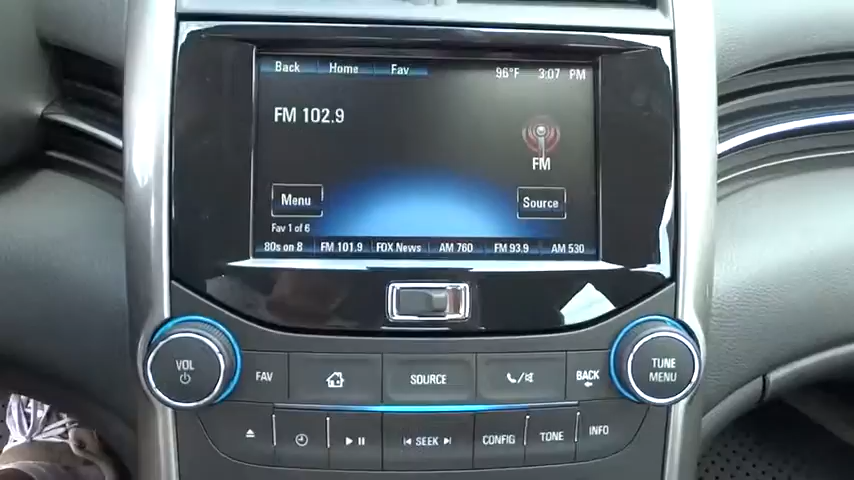 Back Home Fav 96°F 3:07 PM
FM 102.9
FM
Menu Source
Fav 1 of 6
80s on 8 FM 101.9 FOX News AM 760 FM 93.9 AM 530
VOL FAV SOURCE BACK TUNE MENU
SEEK CONFIG TONE INFO